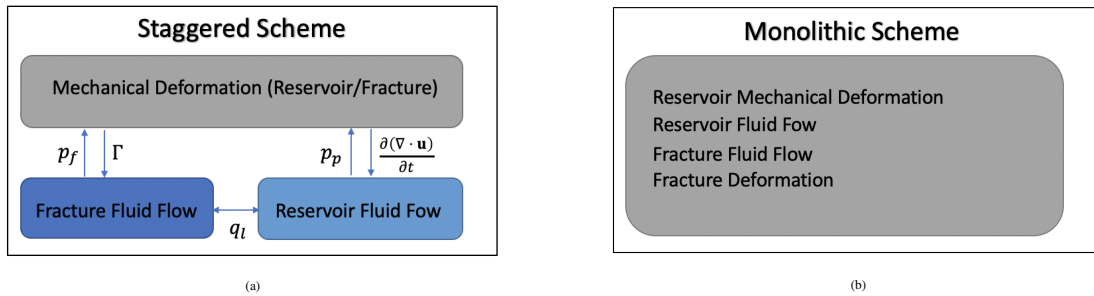 Staggered Scheme
Mechanical Deformation (Reservoir/Fracture)
p_f
Γ
p_p
∂(∇ · u)/∂t
Fracture Fluid Flow
q_l
Reservoir Fluid Fow
(a)
Monolithic Scheme
Reservoir Mechanical Deformation
Reservoir Fluid Fow
Fracture Fluid Flow
Fracture Deformation
(b)